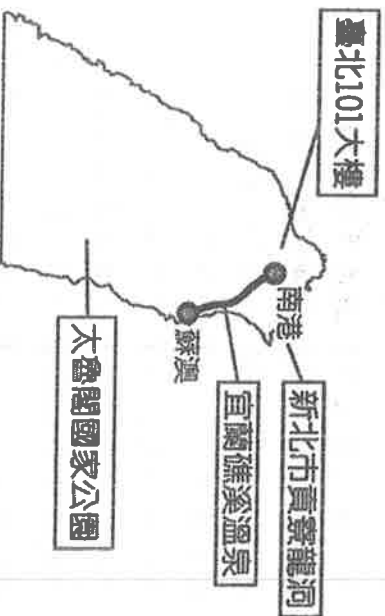 臺北101大樓
南港
新北市貢寮龍洞
宜蘭礁溪溫泉
蘇澳
太魯閣國家公園